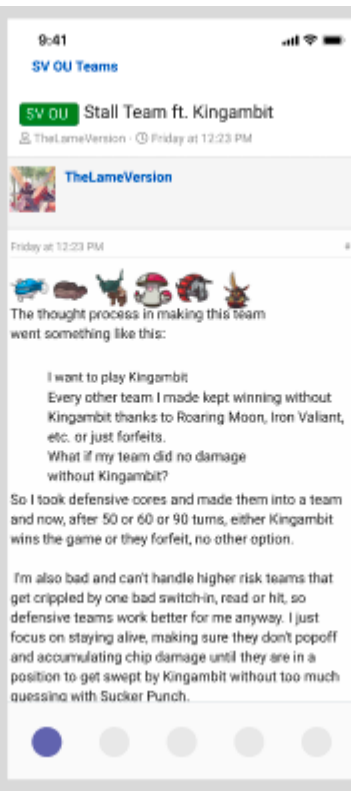 9:41
SV OU Teams
SV OU Stall Team ft. Kingambit
TheLameVersion · Friday at 12:23 PM
TheLameVersion
Friday at 12:23 PM #
The thought process in making this team
went something like this:
I want to play Kingambit
Every other team I made kept winning without
Kingambit thanks to Roaring Moon, Iron Valiant,
etc. or just forfeits.
What if my team did no damage
without Kingambit?
So I took defensive cores and made them into a team
and now, after 50 or 60 or 90 turns, either Kingambit
wins the game or they forfeit, no other option.
I'm also bad and can't handle higher risk teams that
get crippled by one bad switch-in, read or hit, so
defensive teams work better for me anyway. I just
focus on staying alive, making sure they don't popoff
and accumulating chip damage until they are in a
position to get swept by Kingambit without too much
guessing with Sucker Punch.